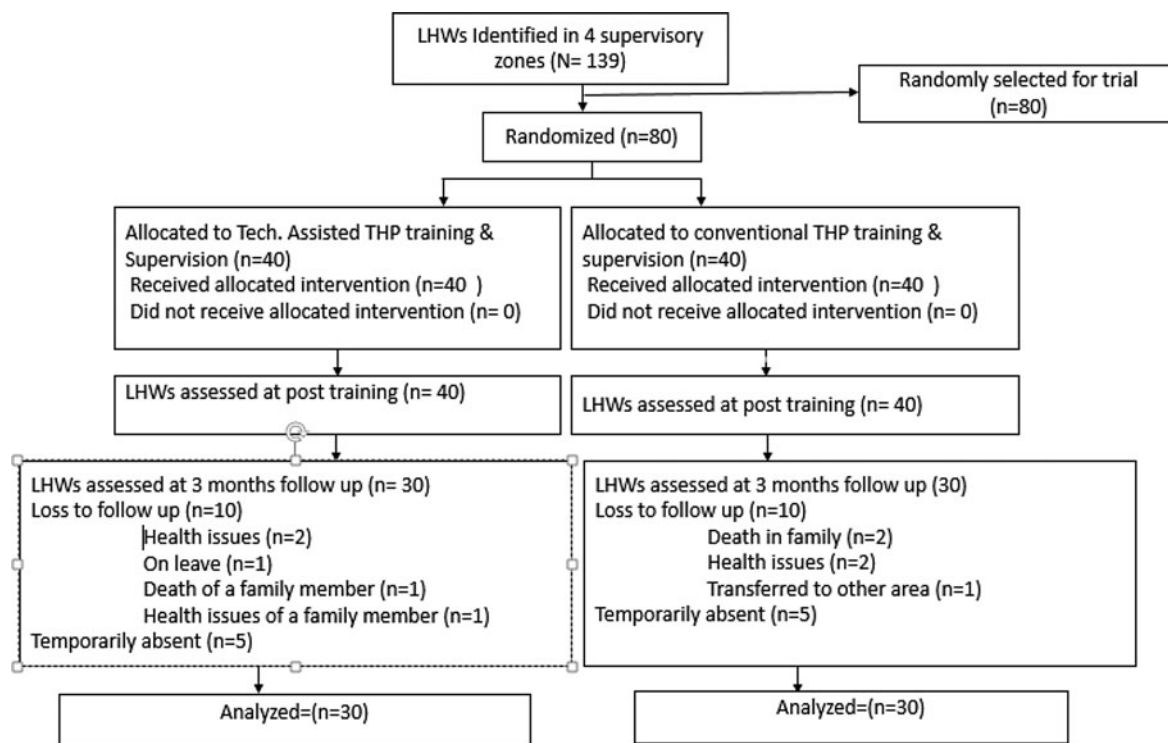 LHWs Identified in 4 supervisory
zones (N= 139)
Randomly selected for trial
(n=80)
Randomized (n=80)
Allocated to Tech. Assisted THP training &
Supervision (n=40)
Received allocated intervention (n=40 )
Did not receive allocated intervention (n= 0)
Allocated to conventional THP training &
supervision (n=40)
Received allocated intervention (n=40 )
Did not receive allocated intervention (n= 0)
LHWs assessed at post training (n= 40)
LHWs assessed at post training (n= 40)
LHWs assessed at 3 months follow up (n= 30)
Loss to follow up (n=10)
Health issues (n=2)
On leave (n=1)
Death of a family member (n=1)
Health issues of a family member (n=1)
Temporarily absent (n=5)
LHWs assessed at 3 months follow up (30)
Loss to follow up (n=10)
Death in family (n=2)
Health issues (n=2)
Transferred to other area (n=1)
Temporarily absent (n=5)
Analyzed=(n=30)
Analyzed=(n=30)